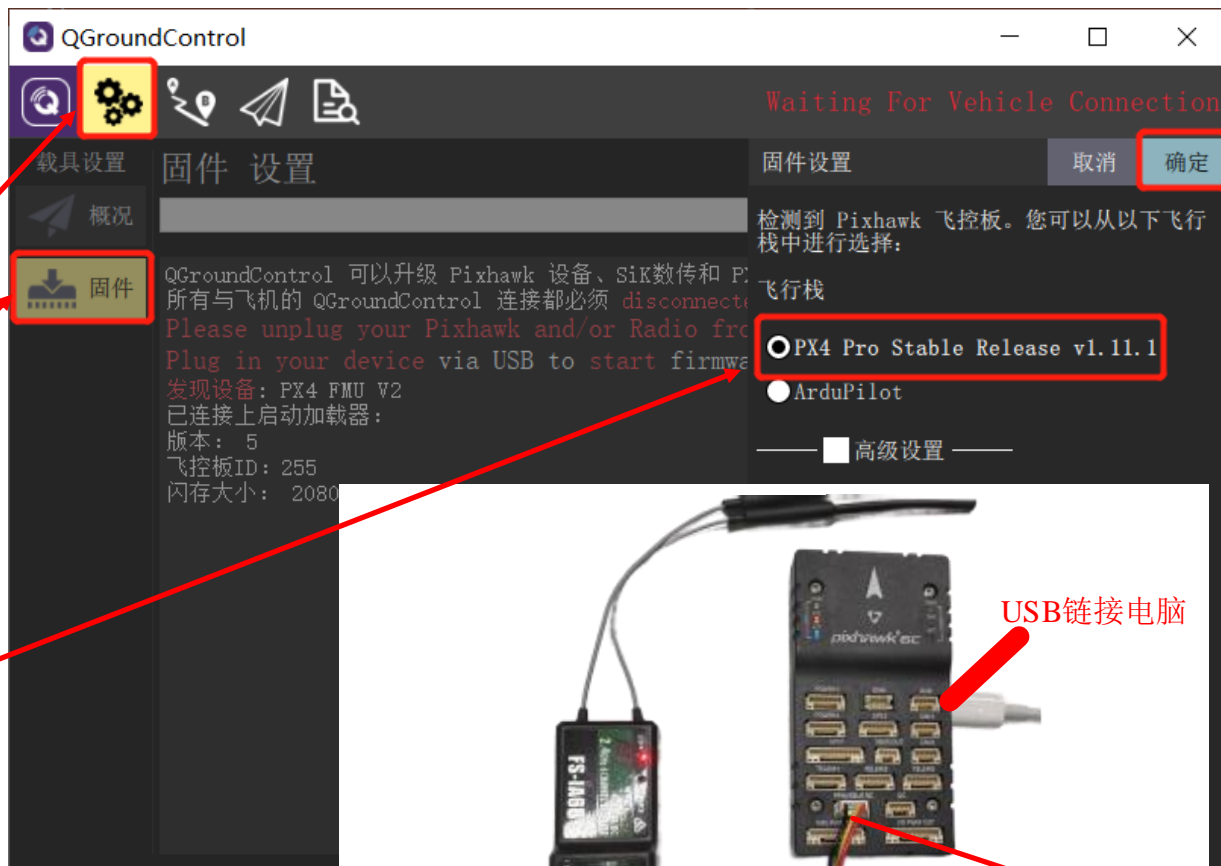 QGroundControl
Waiting For Vehicle Connection
载具设置
概况
固件
固件 设置
QGroundControl 可以升级 Pixhawk 设备、SiK数传和 P
所有与飞机的 QGroundControl 连接都必须 disconnecte
Please unplug your Pixhawk and/or Radio fro
Plug in your device via USB to start firmwa
发现设备: PX4 FMU V2
已连接上启动加载器:
版本: 5
飞控板ID: 255
闪存大小: 2080
固件设置
取消
确定
检测到 Pixhawk 飞控板。您可以从以下飞行
栈中进行选择:
飞行栈
PX4 Pro Stable Release v1.11.1
ArduPilot
高级设置
USB链接电脑
pixhawk 6C